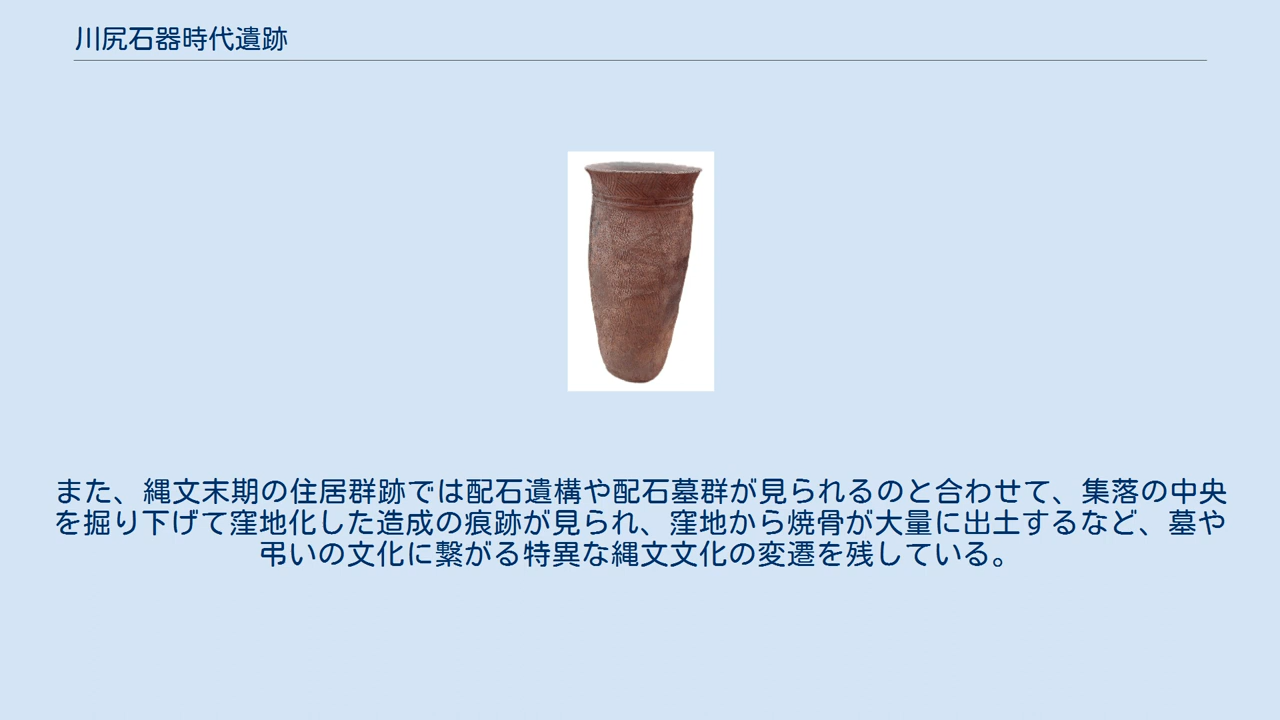 川尻石器時代遺跡
また、縄文末期の住居群跡では配石遺構や配石墓群が見られるのと合わせて、集落の中央
を掘り下げて窪地化した造成の痕跡が見られ、窪地から焼骨が大量に出土するなど、墓や
弔いの文化に繋がる特異な縄文文化の変遷を残している。